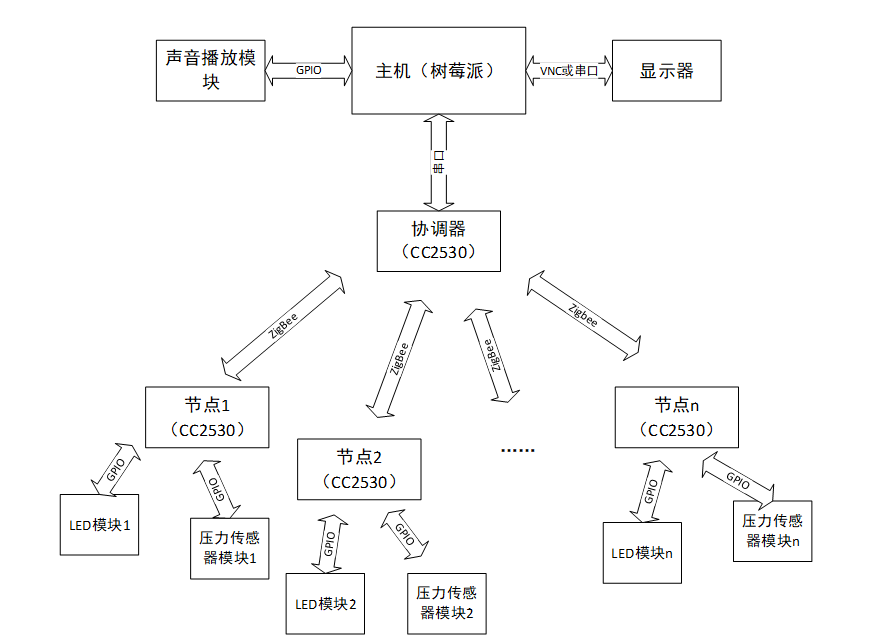 声音播放模
块
GPIO
主机（树莓派）
VNC或串口
显示器
串口
协调器
（CC2530）
ZigBee
ZigBee
ZigBee
Zigbee
节点1
（CC2530）
节点2
（CC2530）
……
节点n
（CC2530）
GPIO
GPIO
GPIO
GPIO
GPIO
GPIO
LED模块1
压力传感
器模块1
LED模块2
压力传感
器模块2
LED模块n
压力传感
器模块n